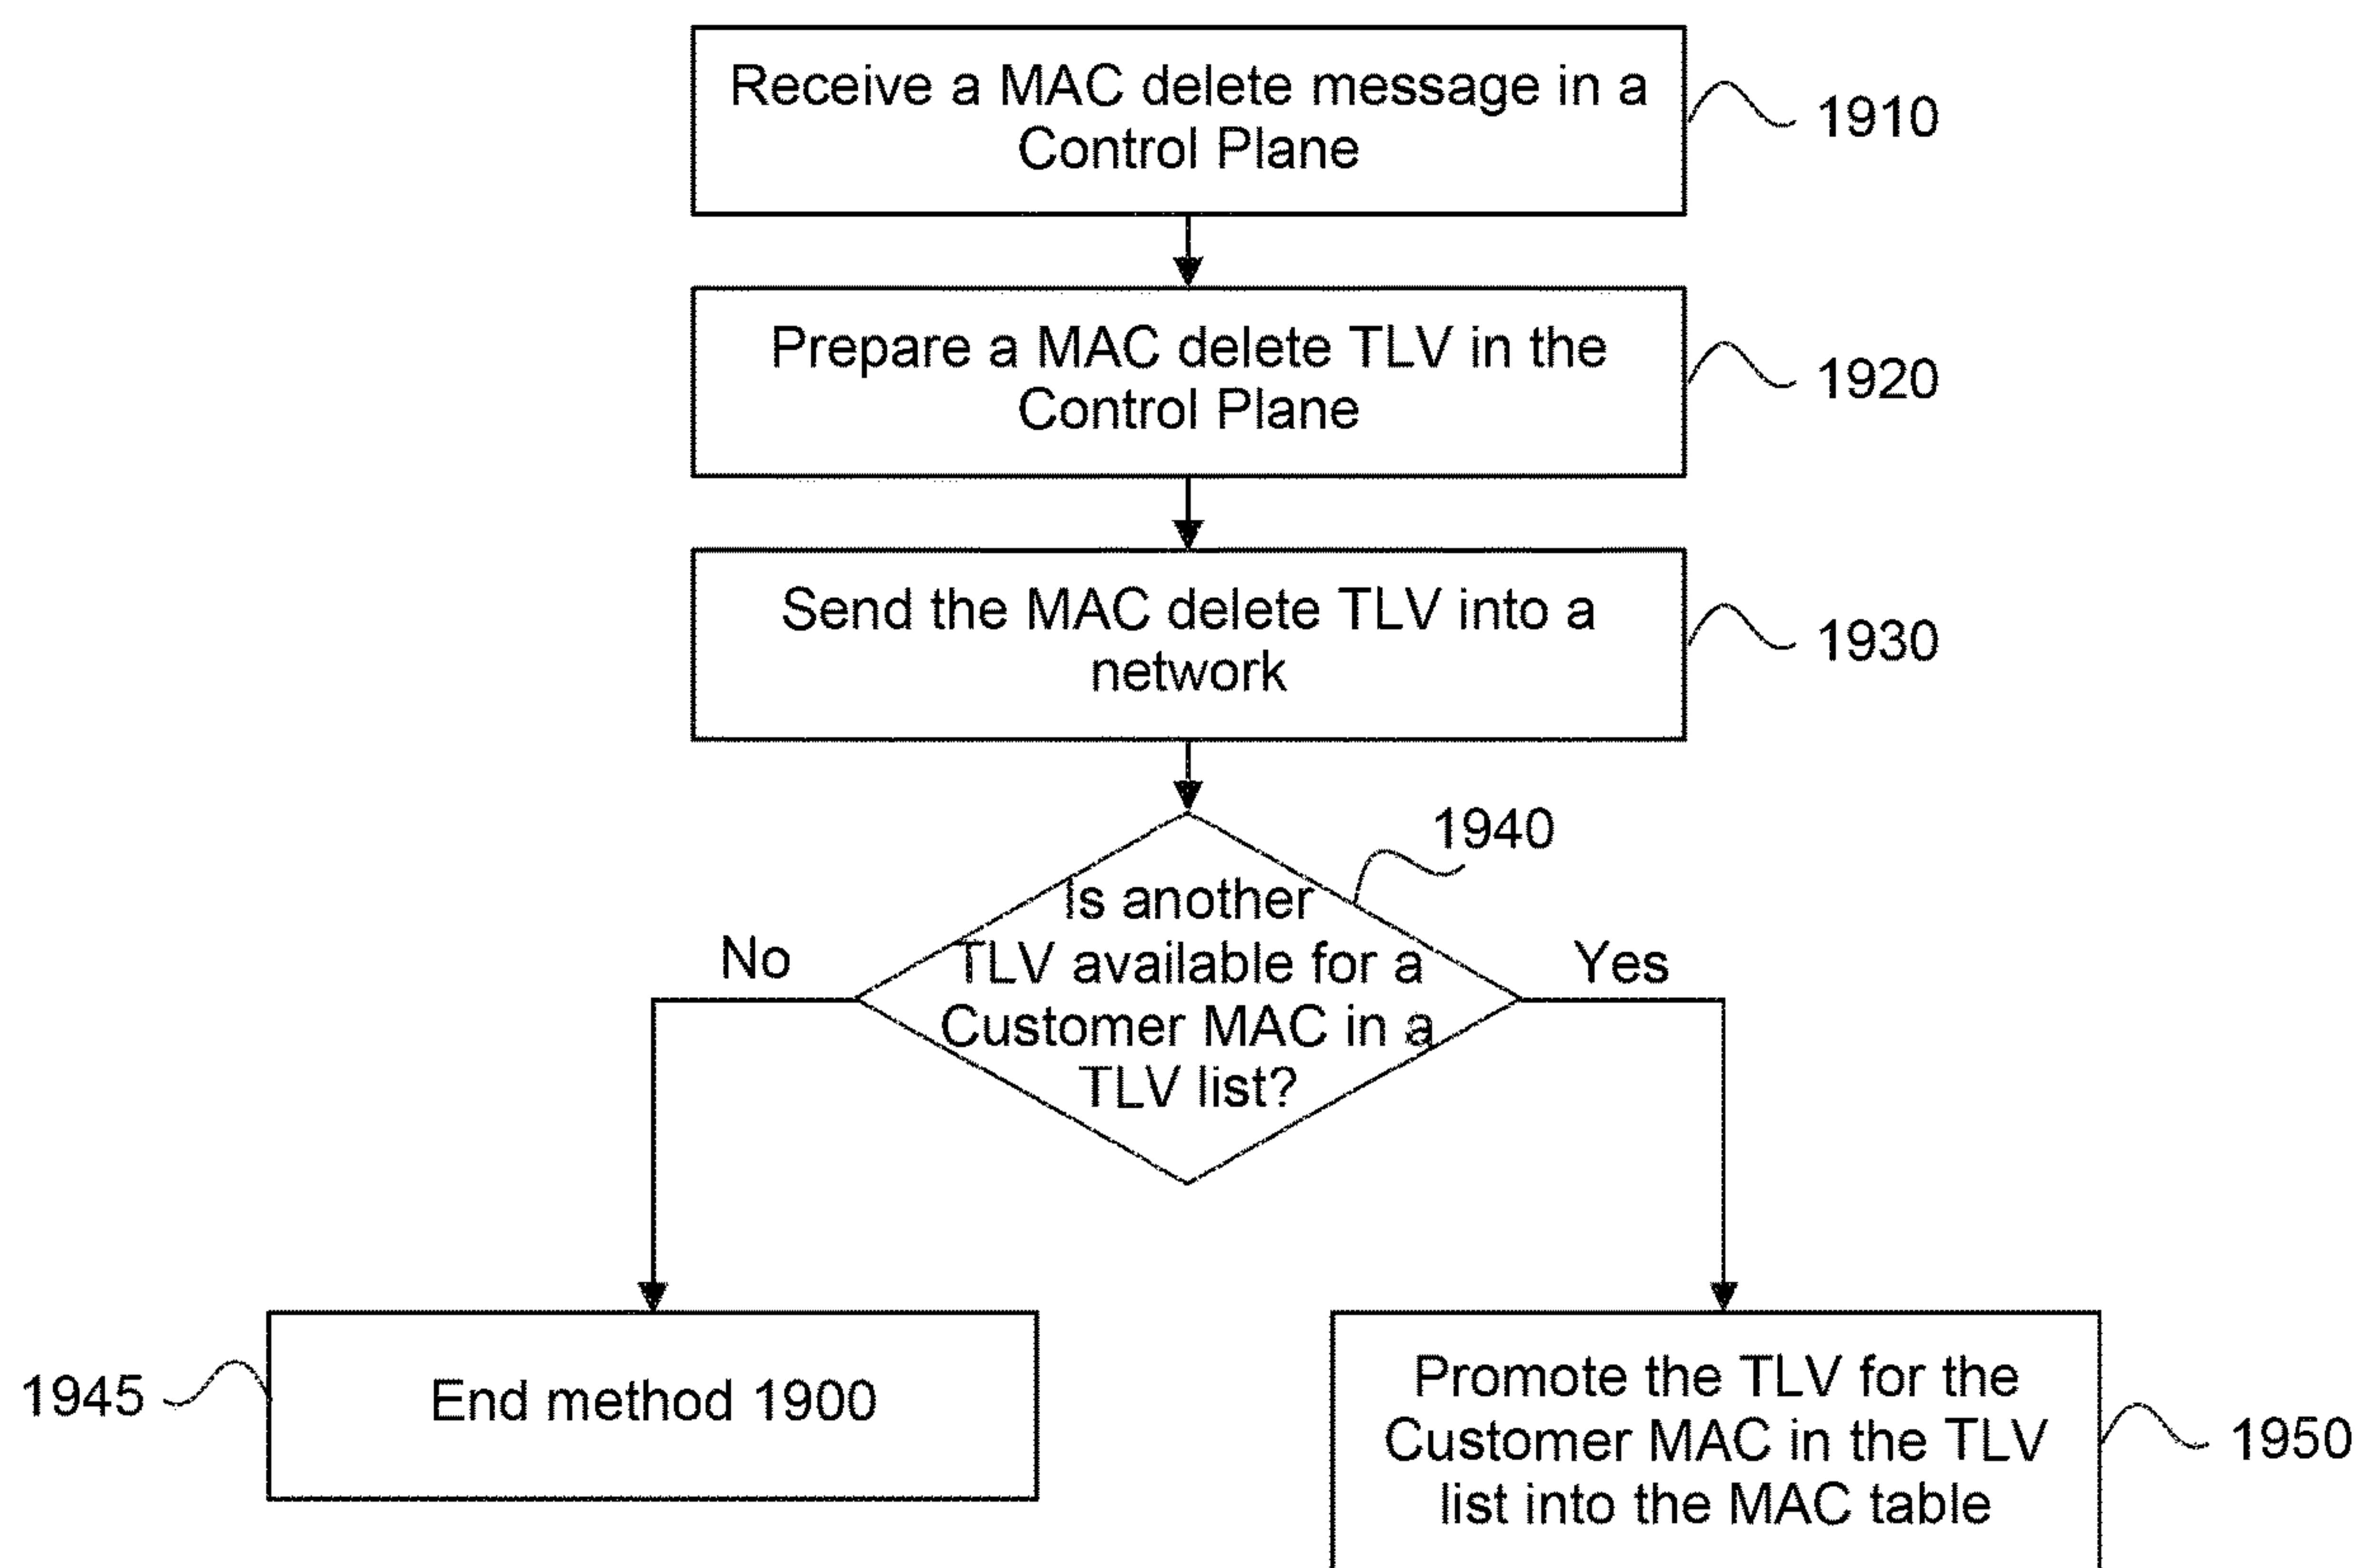 Receive a MAC delete message in a
Control Plane
1910
Prepare a MAC delete TLV in the
Control Plane
1920
Send the MAC delete TLV into a
network
1930
1940
Is another
TLV available for a
Customer MAC in a
TLV list?
No
Yes
1945
End method 1900
Promote the TLV for the
Customer MAC in the TLV
list into the MAC table
1950